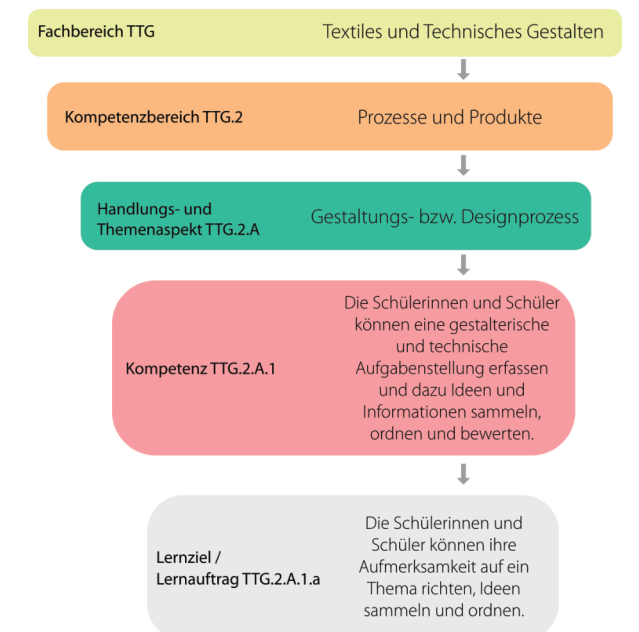 Fachbereich TTG
Textiles und Technisches Gestalten
Kompetenzbereich TTG.2
Prozesse und Produkte
Handlungs- und
Themenaspekt TTG.2.A
Gestaltungs- bzw. Designprozess
Kompetenz TTG.2.A.1
Die Schülerinnen und Schüler
können eine gestalterische
und technische
Aufgabenstellung erfassen
und dazu Ideen und
Informationen sammeln,
ordnen und bewerten.
Lernziel /
Lernauftrag TTG.2.A.1.a
Die Schülerinnen und
Schüler können ihre
Aufmerksamkeit auf ein
Thema richten, Ideen
sammeln und ordnen.